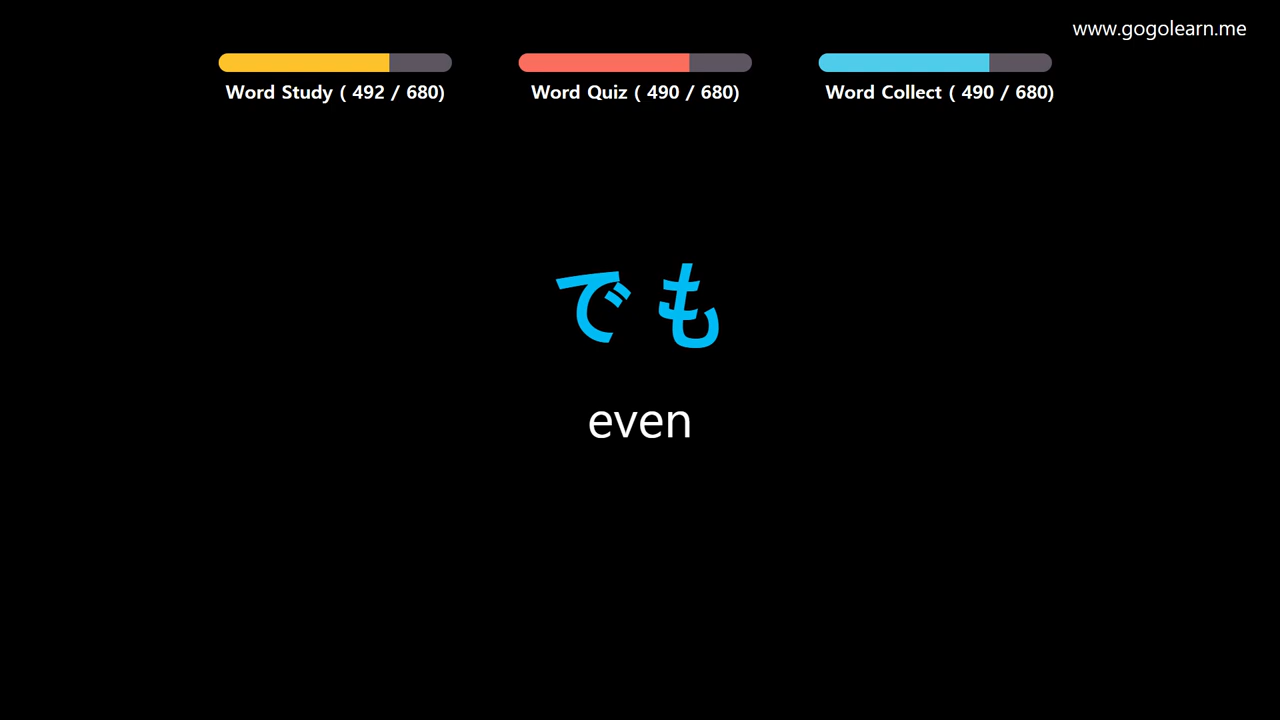 www.gogolearn.me
Word Study ( 492 / 680)
Word Quiz ( 490 / 680)
Word Collect ( 490 / 680)
でも
even